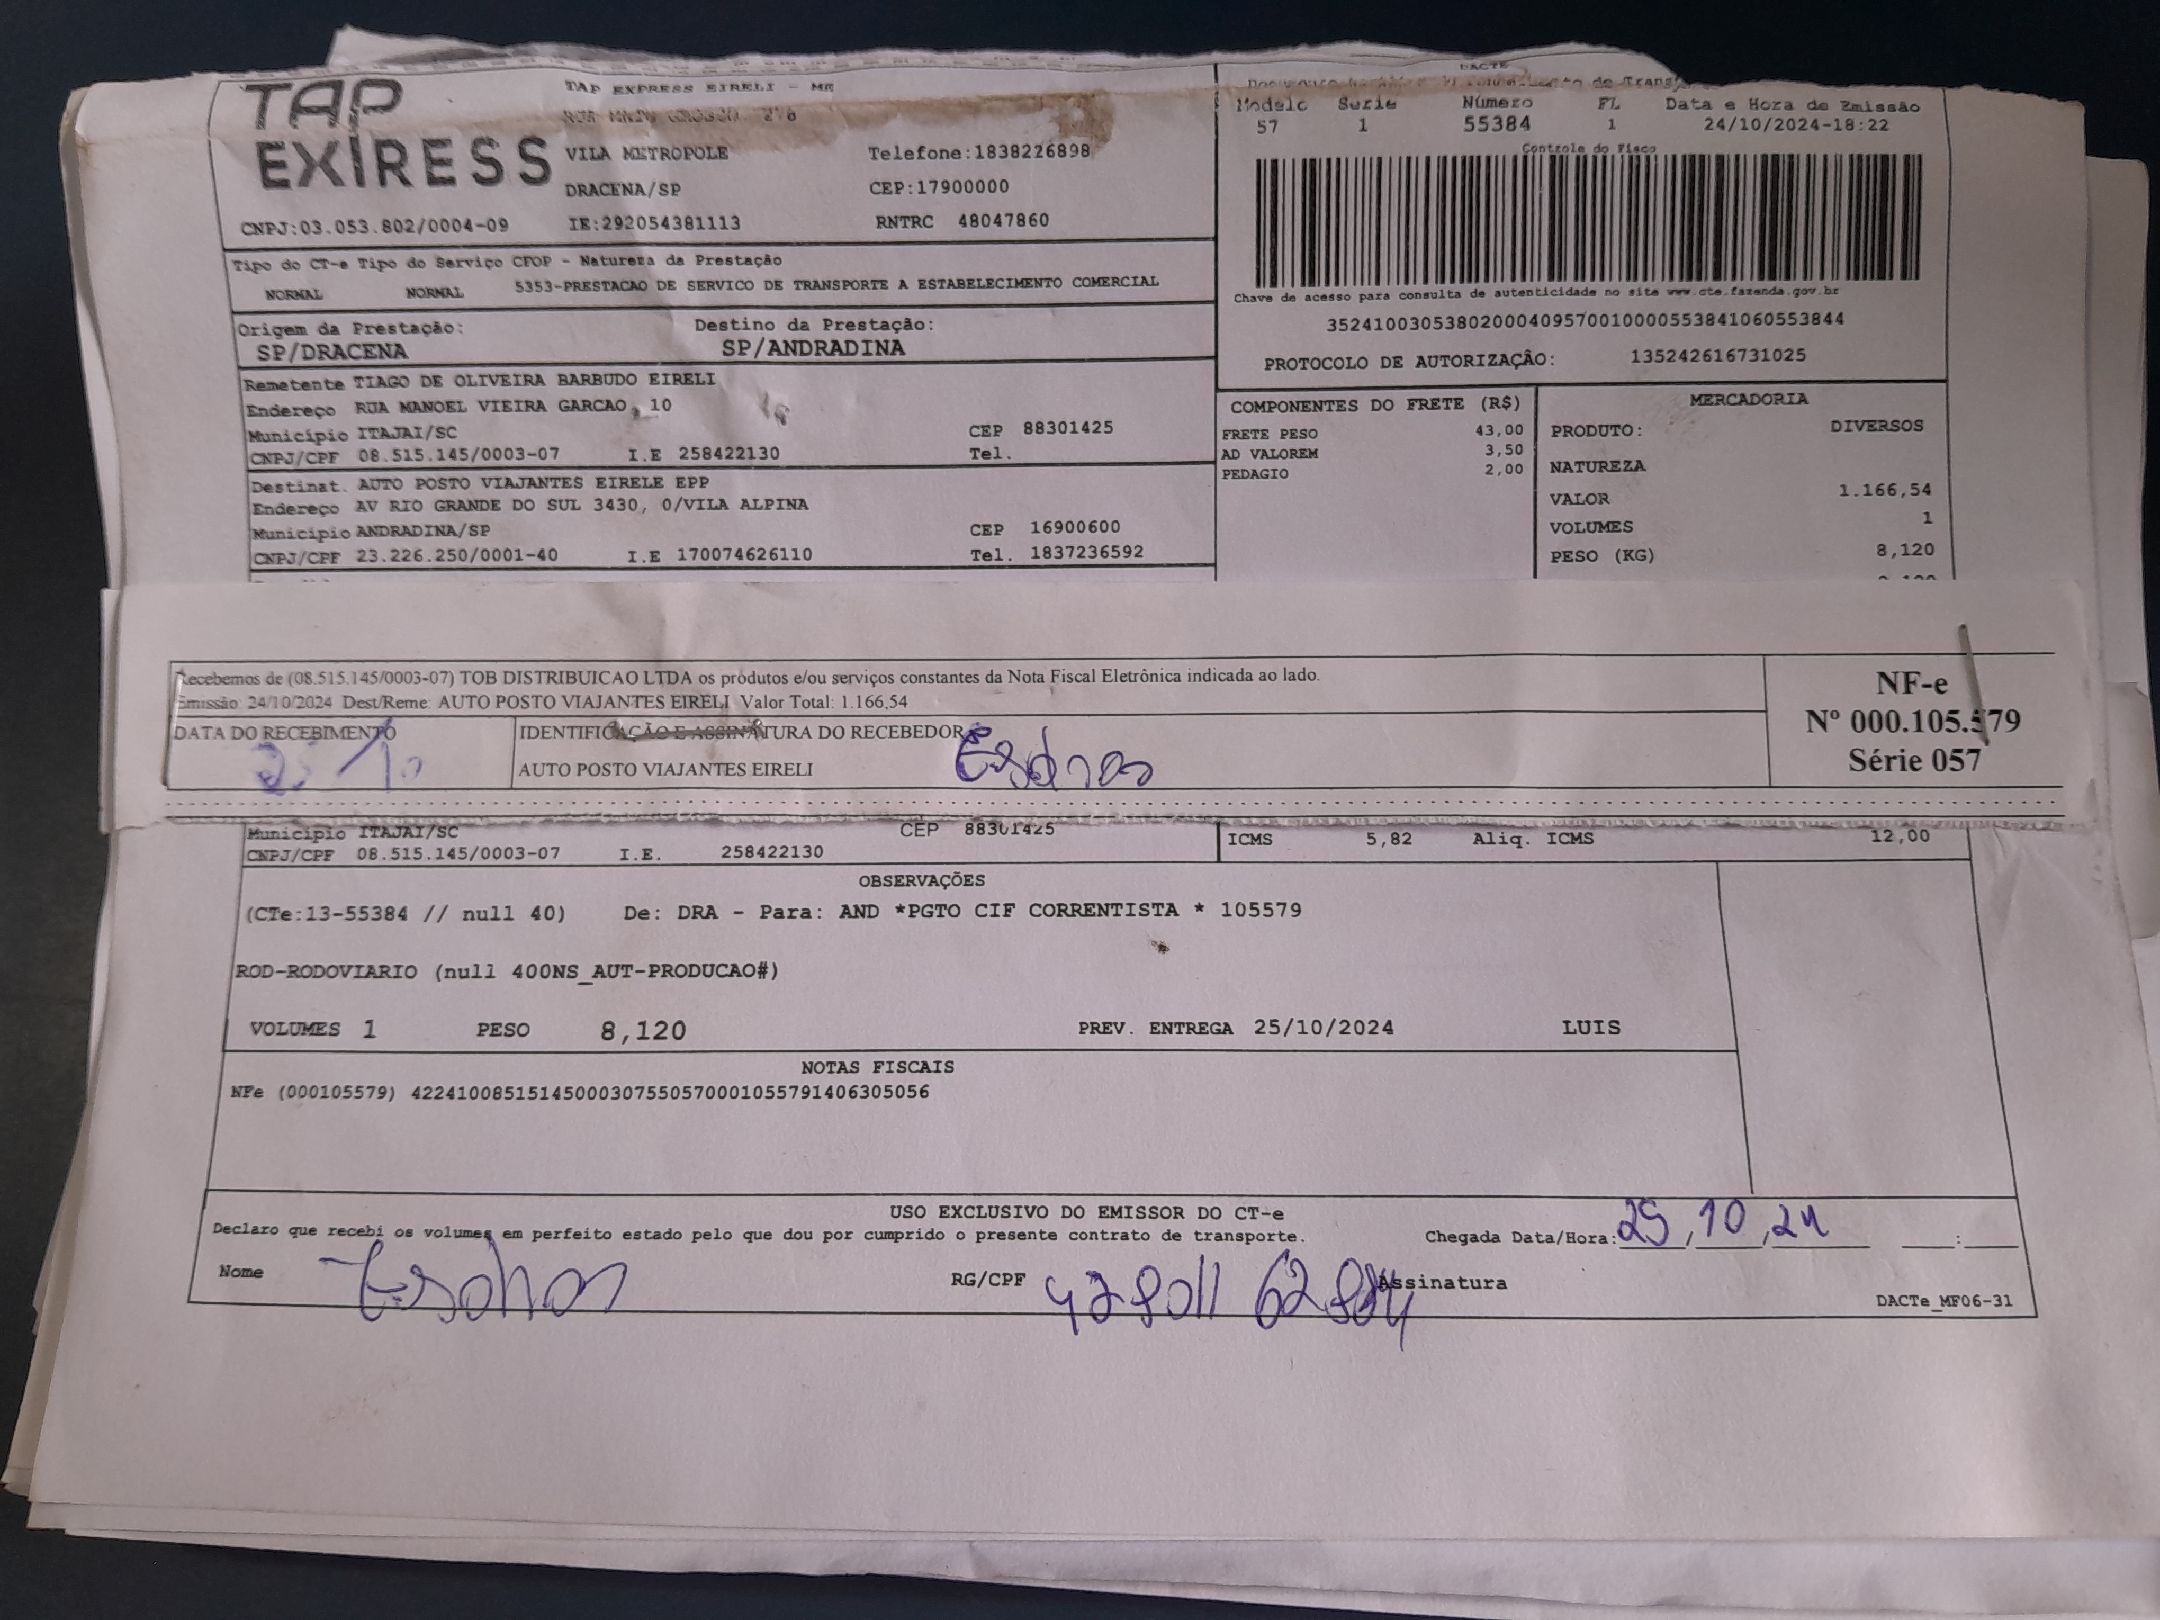 TAP EXPRESS
TAP EXPRESS EIRELI - ME
VILA METROPOLE Telefone:1838226898
DRACENA/SP CEP:17900000
CNPJ:03.053.802/0004-09 IE:292054381113 RNTRC 48047860
DACTE
Modelo Serie Número FL Data e Hora de Emissão
57 1 55384 1 24/10/2024-18:22
Controle do Fisco
Chave de acesso para consulta de autenticidade no site www.cte.fazenda.gov.br
35241003053802000409570010000553841060553844
PROTOCOLO DE AUTORIZAÇÃO: 135242616731025
Tipo do CT-e Tipo do Serviço CFOP - Natureza da Prestação
NORMAL NORMAL 5353-PRESTACAO DE SERVICO DE TRANSPORTE A ESTABELECIMENTO COMERCIAL
Origem da Prestação: Destino da Prestação:
SP/DRACENA SP/ANDRADINA
Remetente TIAGO DE OLIVEIRA BARBUDO EIRELI
Endereço RUA MANOEL VIEIRA GARCAO, 10
Município ITAJAI/SC CEP 88301425
CNPJ/CPF 08.515.145/0003-07 I.E 258422130 Tel.
Destinat. AUTO POSTO VIAJANTES EIRELE EPP
Endereço AV RIO GRANDE DO SUL 3430, 0/VILA ALPINA
Município ANDRADINA/SP CEP 16900600
CNPJ/CPF 23.226.250/0001-40 I.E 170074626110 Tel. 1837236592
COMPONENTES DO FRETE (R$)
FRETE PESO 43,00
AD VALOREM 3,50
PEDAGIO 2,00
MERCADORIA
PRODUTO: DIVERSOS
NATUREZA
VALOR 1.166,54
VOLUMES 1
PESO (KG) 8,120
Recebemos de (08.515.145/0003-07) TOB DISTRIBUICAO LTDA os produtos e/ou serviços constantes da Nota Fiscal Eletrônica indicada ao lado.
Emissão: 24/10/2024 Dest/Reme: AUTO POSTO VIAJANTES EIRELI Valor Total: 1.166,54
DATA DO RECEBIMENTO
IDENTIFICAÇÃO E ASSINATURA DO RECEBEDOR
AUTO POSTO VIAJANTES EIRELI Esdras
NF-e
Nº 000.105.579
Série 057
Município ITAJAI/SC CEP 88301425
CNPJ/CPF 08.515.145/0003-07 I.E. 258422130
ICMS 5,82 Aliq. ICMS 12,00
OBSERVAÇÕES
(CTe:13-55384 // null 40) De: DRA - Para: AND *PGTO CIF CORRENTISTA * 105579
ROD-RODOVIARIO (null 400NS_AUT-PRODUCAO#)
VOLUMES 1 PESO 8,120 PREV. ENTREGA 25/10/2024 LUIS
NOTAS FISCAIS
NFe (000105579) 42241008515145000307550570001055791406305056
USO EXCLUSIVO DO EMISSOR DO CT-e
Declaro que recebi os volumes em perfeito estado pelo que dou por cumprido o presente contrato de transporte. Chegada Data/Hora: 25,10,24 :
Nome Esdras RG/CPF Assinatura
DACTe_MF06-31